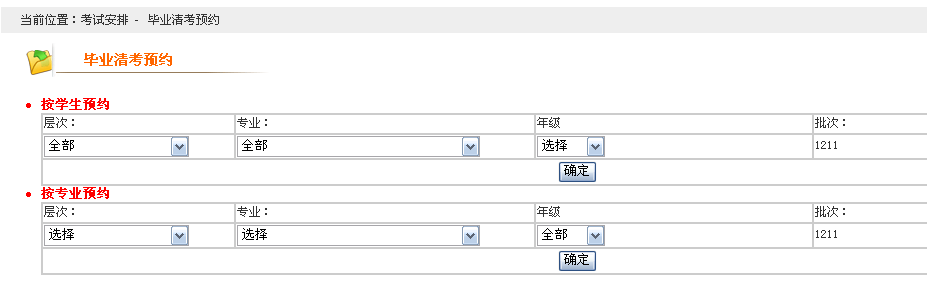 当前位置：考试安排 - 毕业清考预约
毕业清考预约
按学生预约
层次： 专业： 年级 批次：
全部 全部 选择 1211
确定
按专业预约
层次： 专业： 年级 批次：
选择 选择 全部 1211
确定